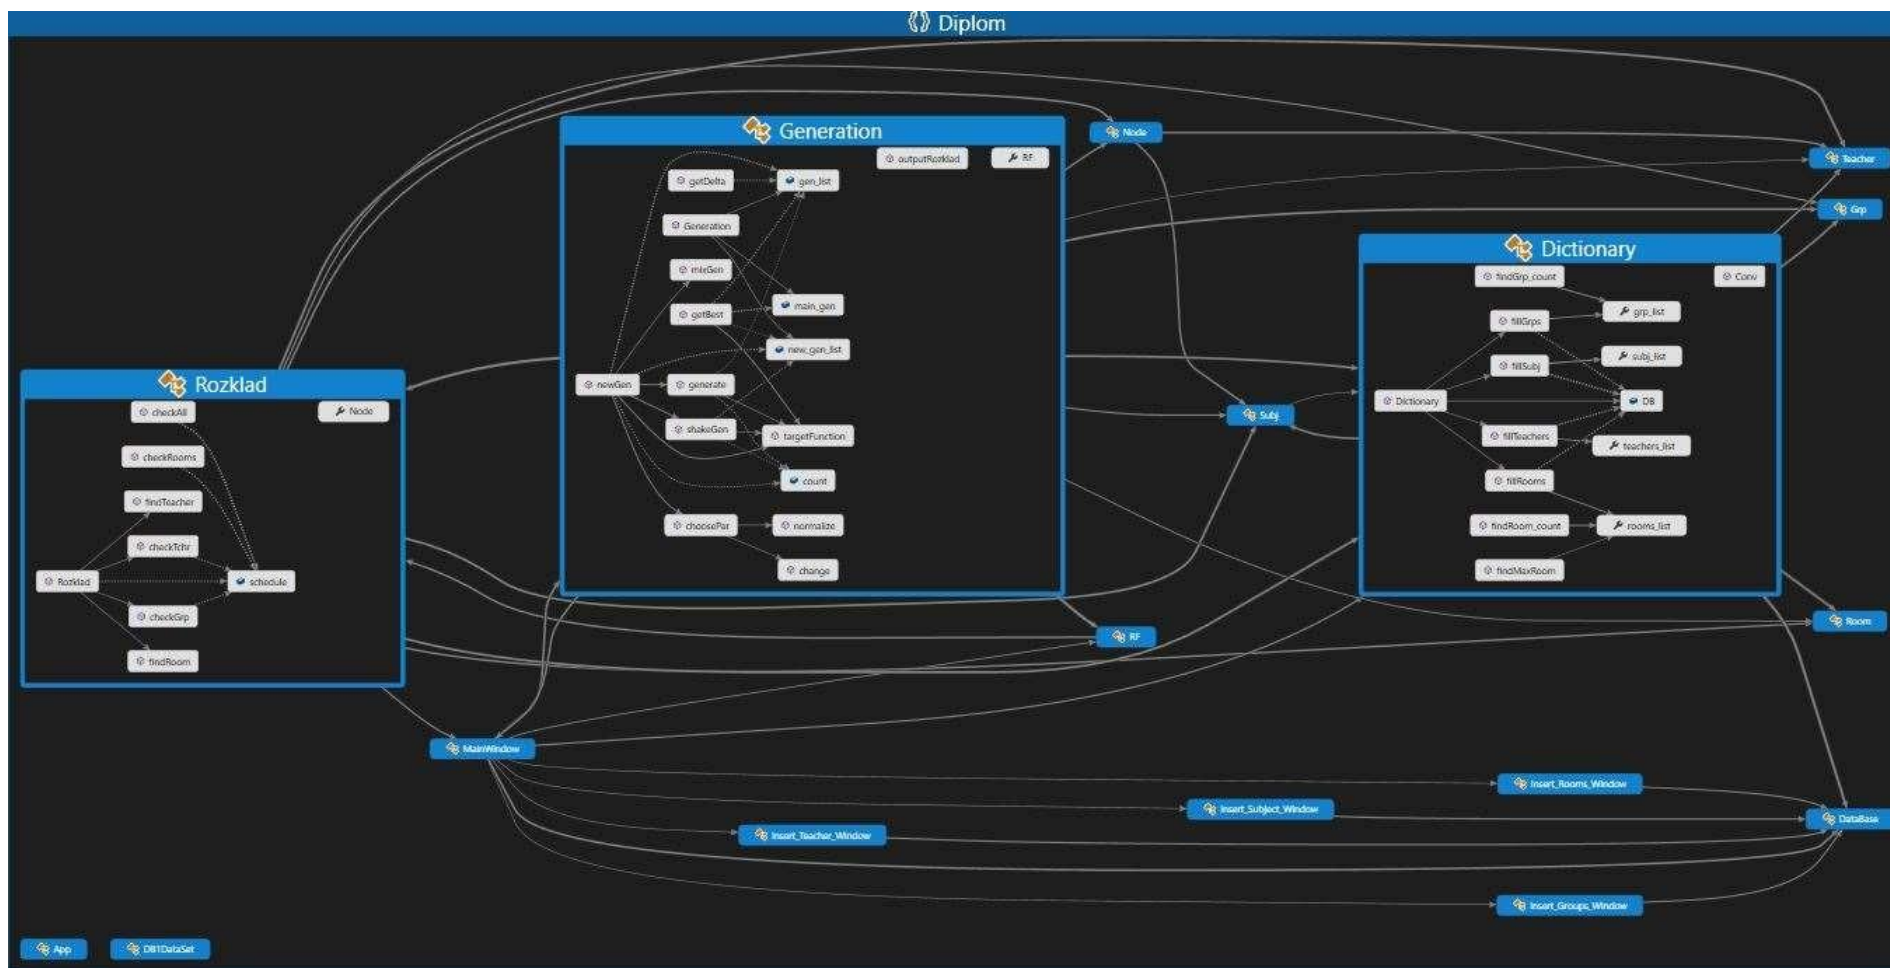 Diplom
Generation
outputRozklad
RF
getDelta
gen_list
Generation
mixGen
main_gen
getBest
new_gen_list
newGen
generate
shakeGen
targetFunction
count
choosePar
normalize
change
Node
Teacher
Grp
Dictionary
findGrp_count
Conv
grp_list
fillGrps
subj_list
fillSubj
Dictionary
DB
fillTeachers
teachers_list
fillRooms
findRoom_count
rooms_list
findMaxRoom
Rozklad
checkAll
Node
checkRooms
findTeacher
checkTchr
Rozklad
schedule
checkGrp
findRoom
Subj
RF
Room
MainWindow
Insert_Rooms_Window
Insert_Subject_Window
DataBase
Insert_Teacher_Window
Insert_Groups_Window
App
DB1DataSet